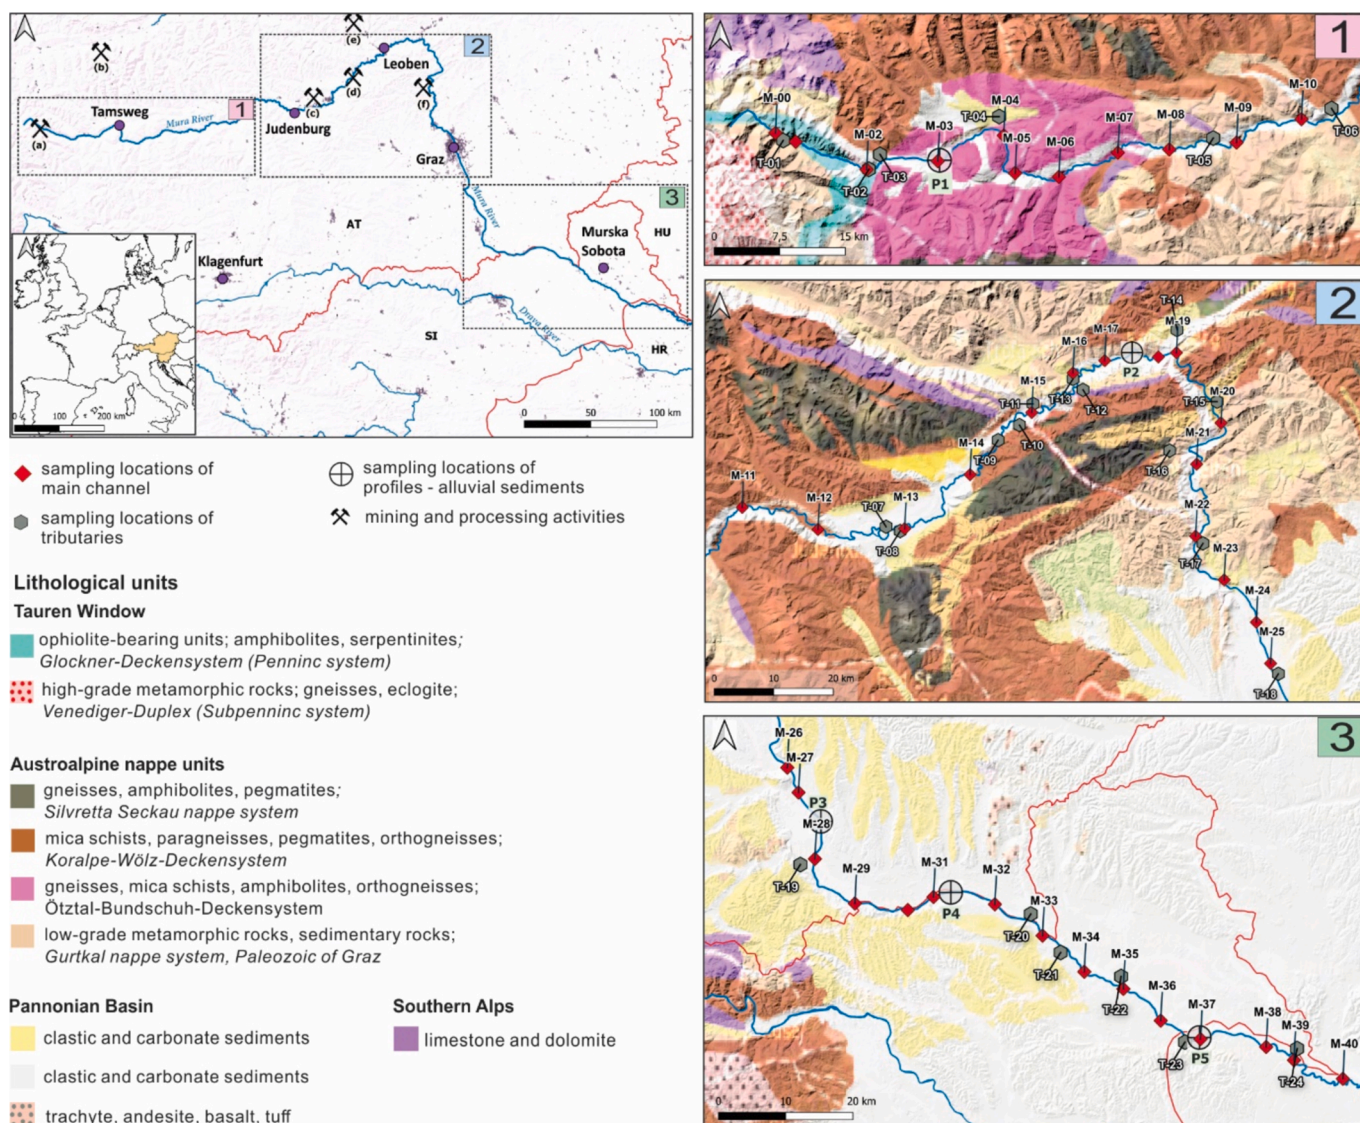 (e)
2
(b)
Leoben
(d)
(f)
Tamsweg
1
(c)
Mura River
Judenburg
(a)
Graz
Mura River
3
AT
Murska
Sobota
HU
Klagenfurt
SI
Drava River
HR
0 100 200 km
0 50 100 km
1
M-00
M-10
M-04
T-04
M-02
M-03
M-07
M-08
M-09
T-06
M-05
M-06
T-01
T-03
T-05
T-02
P1
0 7,5 15 km
2
T-14
M-19
M-17
M-16
P2
M-15
T-11
T-13
T-12
M-20
T-15
M-14
T-09
T-10
M-21
T-16
M-11
M-12
T-07
M-13
M-22
T-08
T-17
M-23
M-24
M-25
T-18
0 10 20 km
3
M-26
M-27
P3
M-28
T-19
M-29
M-31
P4
M-32
M-33
T-20
M-34
T-21
M-35
T-22
M-36
M-37
T-23
P5
M-38
M-39
T-24
M-40
0 10 20 km
sampling locations of
main channel
sampling locations of
tributaries
sampling locations of
profiles - alluvial sediments
mining and processing activities
Lithological units
Tauren Window
ophiolite-bearing units; amphibolites, serpentinites;
Glockner-Deckensystem (Penninc system)
high-grade metamorphic rocks; gneisses, eclogite;
Venediger-Duplex (Subpenninc system)
Austroalpine nappe units
gneisses, amphibolites, pegmatites;
Silvretta Seckau nappe system
mica schists, paragneisses, pegmatites, orthogneisses;
Koralpe-Wölz-Deckensystem
gneisses, mica schists, amphibolites, orthogneisses;
Ötztal-Bundschuh-Deckensystem
low-grade metamorphic rocks, sedimentary rocks;
Gurtkal nappe system, Paleozoic of Graz
Pannonian Basin
clastic and carbonate sediments
clastic and carbonate sediments
trachyte, andesite, basalt, tuff
Southern Alps
limestone and dolomite